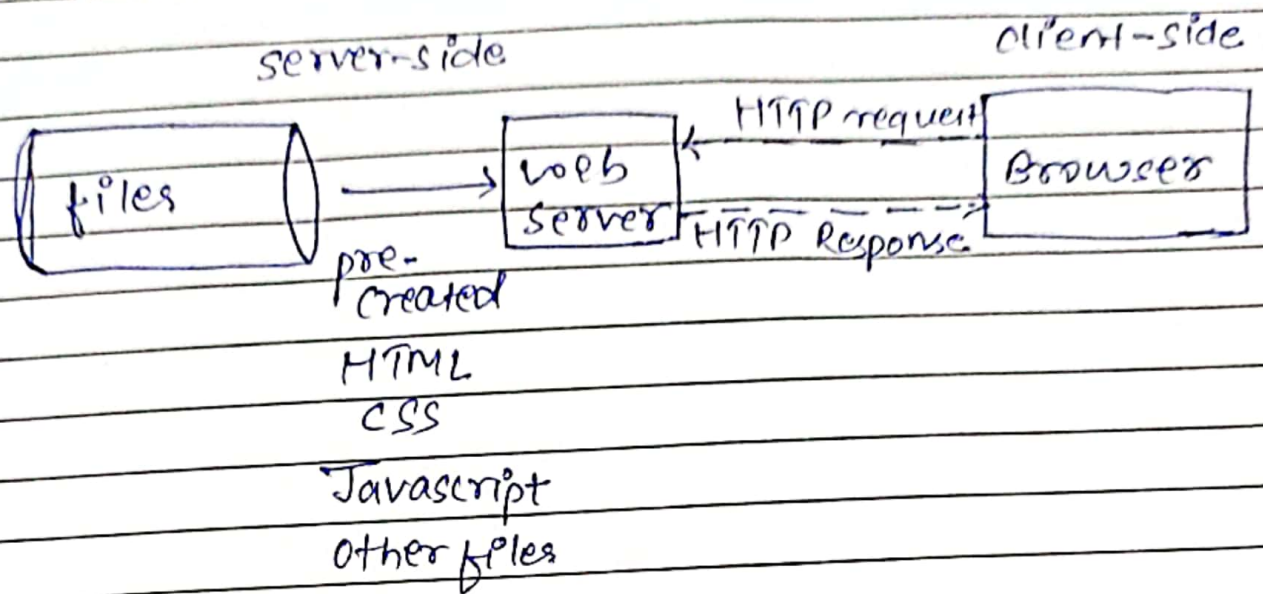 server-side
client-side
HTTP request
files
web
server
Browser
HTTP Response
pre-
created
HTML
CSS
Javascript
other files